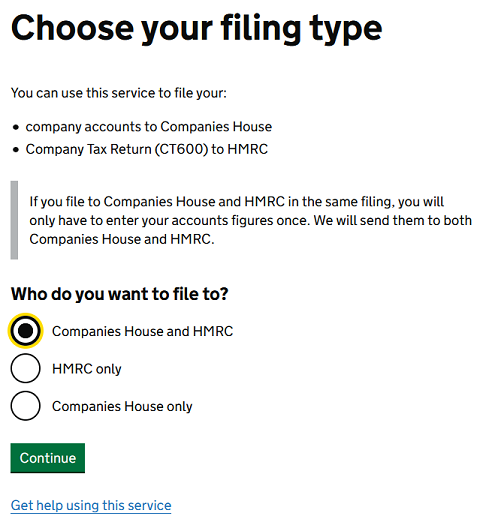 Choose your filing type
You can use this service to file your:
• company accounts to Companies House
• Company Tax Return (CT600) to HMRC
If you file to Companies House and HMRC in the same filing, you will
only have to enter your accounts figures once. We will send them to both
Companies House and HMRC.
Who do you want to file to?
Companies House and HMRC
HMRC only
Companies House only
Continue
Get help using this service